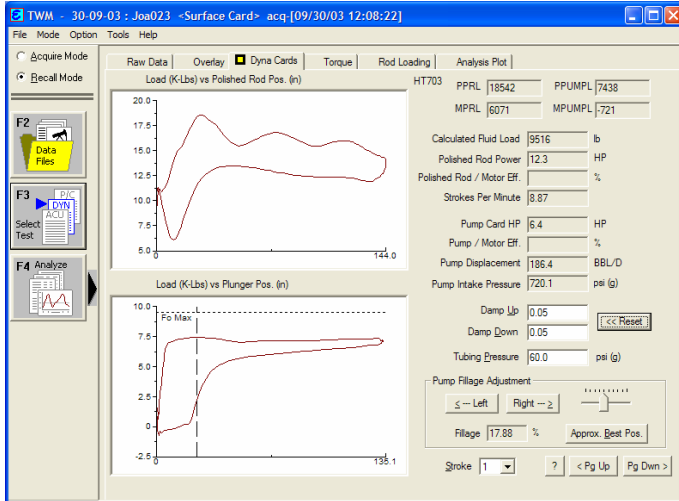 TWM - 30-09-03 : Joa023 <Surface Card> acq-[09/30/03 12:08:22]
File Mode Option Tools Help
Acquire Mode
Recall Mode
F2
Data
Files
F3
P/C
DYN
ACU
Select
Test
F4 Analyze
Raw Data Overlay Dyna Cards Torque Rod Loading Analysis Plot
Load (K-Lbs) vs Polished Rod Pos. (in)
20.0
17.5
15.0
12.5
10.0
7.5
5.0
0 144.0
Load (K-Lbs) vs Plunger Pos. (in)
10.0
Fo Max
7.5
5.0
2.5
0
-2.5
0 135.1
HT703 PPRL 18542 PPUMPL 7438
MPRL 6071 MPUMPL -721
Calculated Fluid Load 9516 lb
Polished Rod Power 12.3 HP
Polished Rod / Motor Eff. %
Strokes Per Minute 8.87
Pump Card HP 6.4 HP
Pump / Motor Eff. %
Pump Displacement 186.4 BBL/D
Pump Intake Pressure 720.1 psi (g)
Damp Up 0.05
<< Reset
Damp Down 0.05
Tubing Pressure 60.0 psi (g)
Pump Fillage Adjustment
< -- Left Right -- >
Fillage 17.88 % Approx. Best Pos.
Stroke 1 ? < Pg Up Pg Dwn >